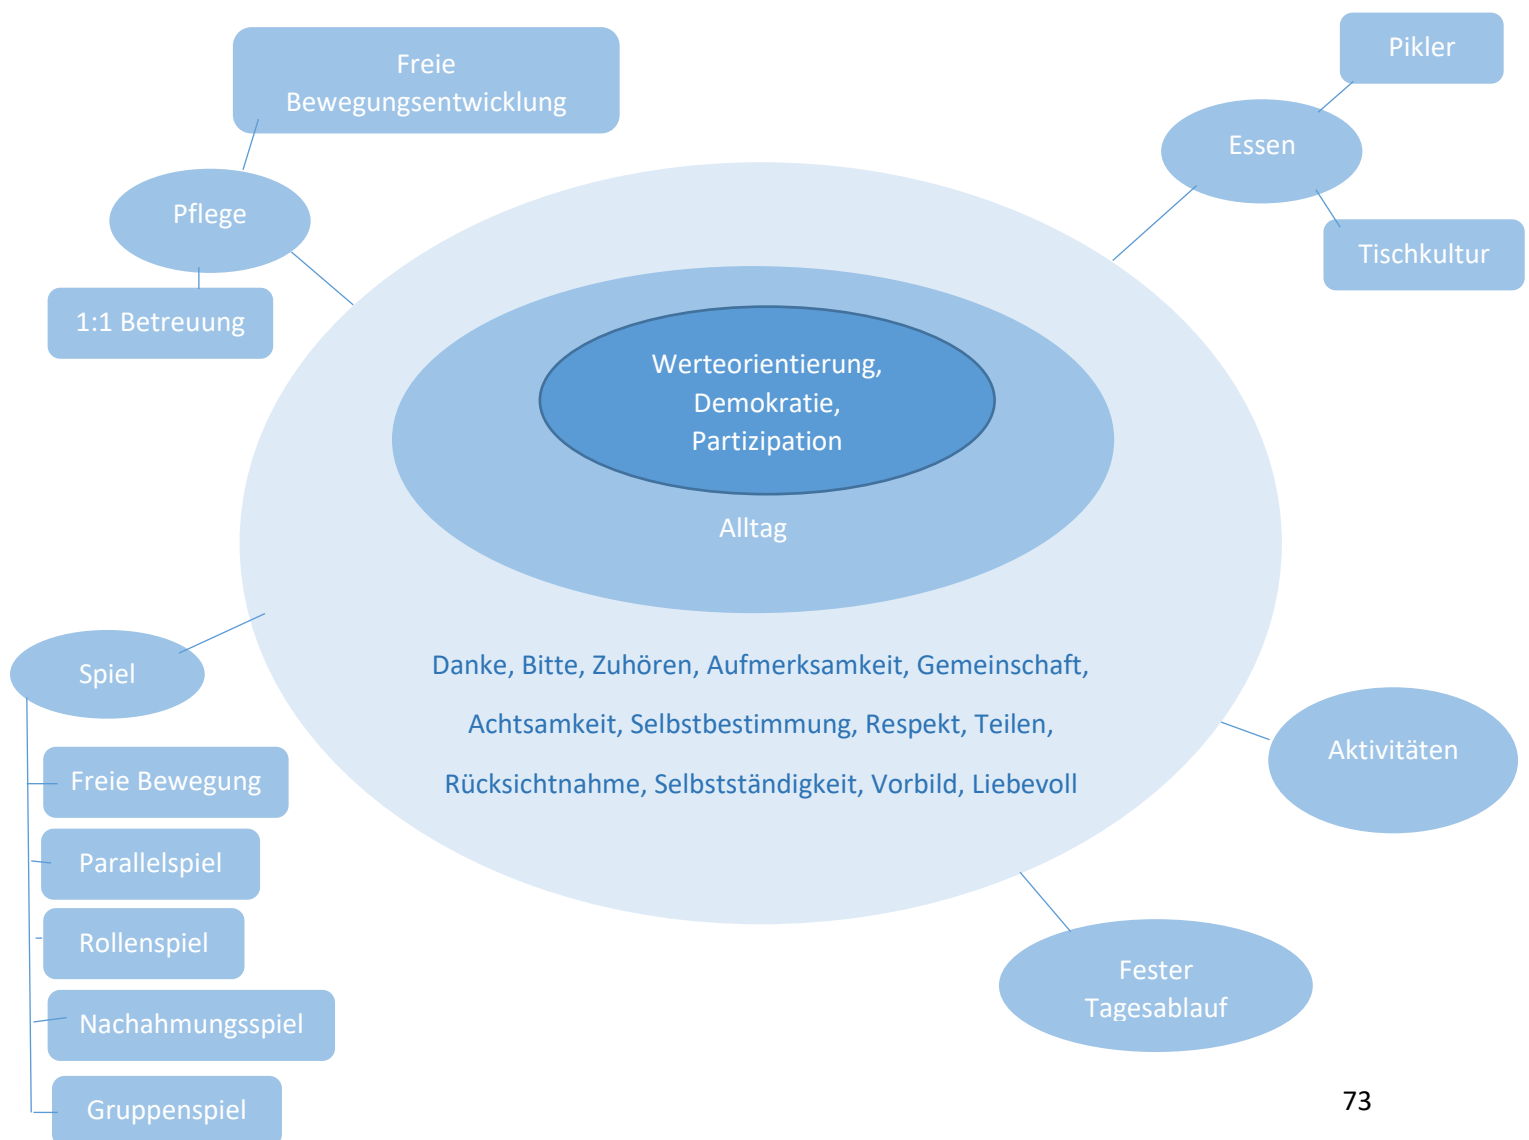 Freie
Bewegungsentwicklung
Pflege
1:1 Betreuung
Pikler
Essen
Tischkultur
Werteorientierung,
Demokratie,
Partizipation
Alltag
Danke, Bitte, Zuhören, Aufmerksamkeit, Gemeinschaft,
Achtsamkeit, Selbstbestimmung, Respekt, Teilen,
Rücksichtnahme, Selbstständigkeit, Vorbild, Liebevoll
Spiel
Freie Bewegung
Parallelspiel
Rollenspiel
Nachahmungsspiel
Gruppenspiel
Aktivitäten
Fester
Tagesablauf
73